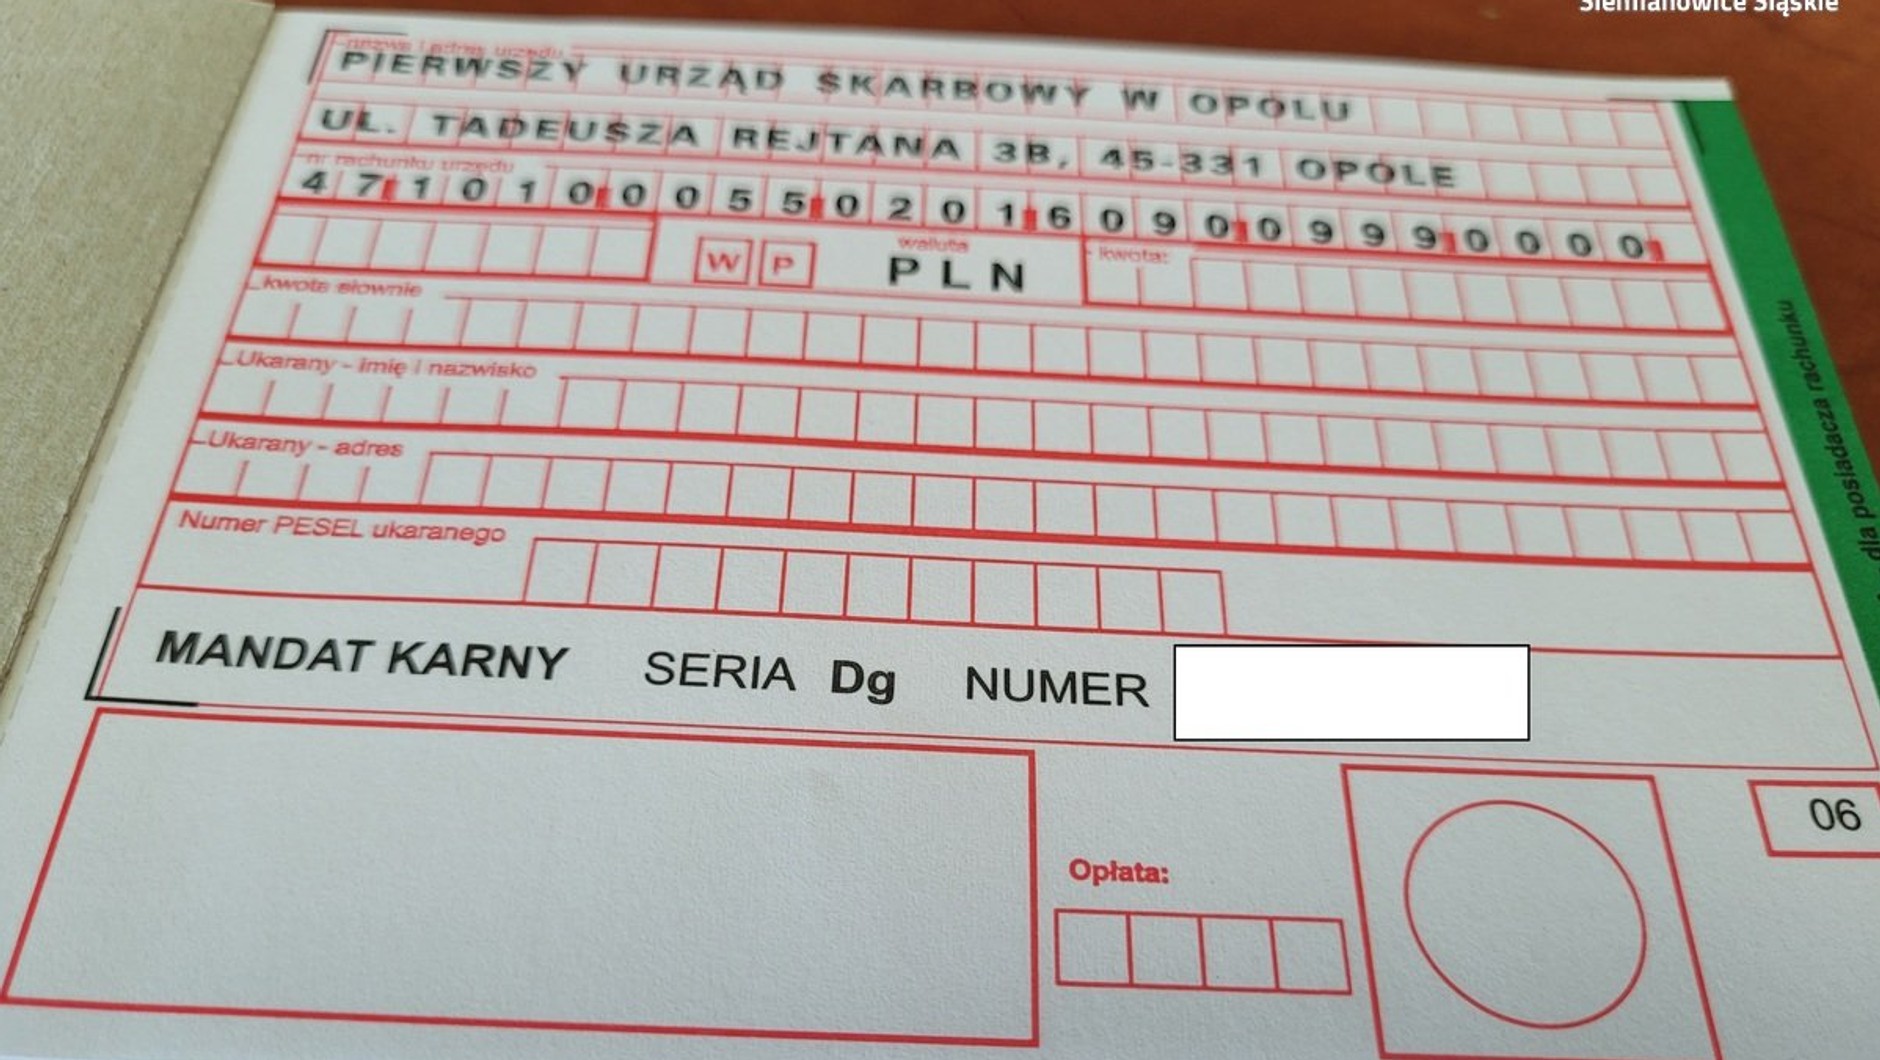 Siemianowice Śląskie
nazwa i adres urzędu
PIERWSZY URZĄD SKARBOWY W OPOLU
UL. TADEUSZA REJTANA 3B, 45-331 OPOLE
nr rachunku urzędu
47 1010 0055 0201 6090 0999 0000
W P
waluta
PLN
kwota:
kwota słownie
Ukarany - imię i nazwisko
Ukarany - adres
Numer PESEL ukaranego
MANDAT KARNY SERIA Dg NUMER
Opłata:
06
dla posiadacza rachunku